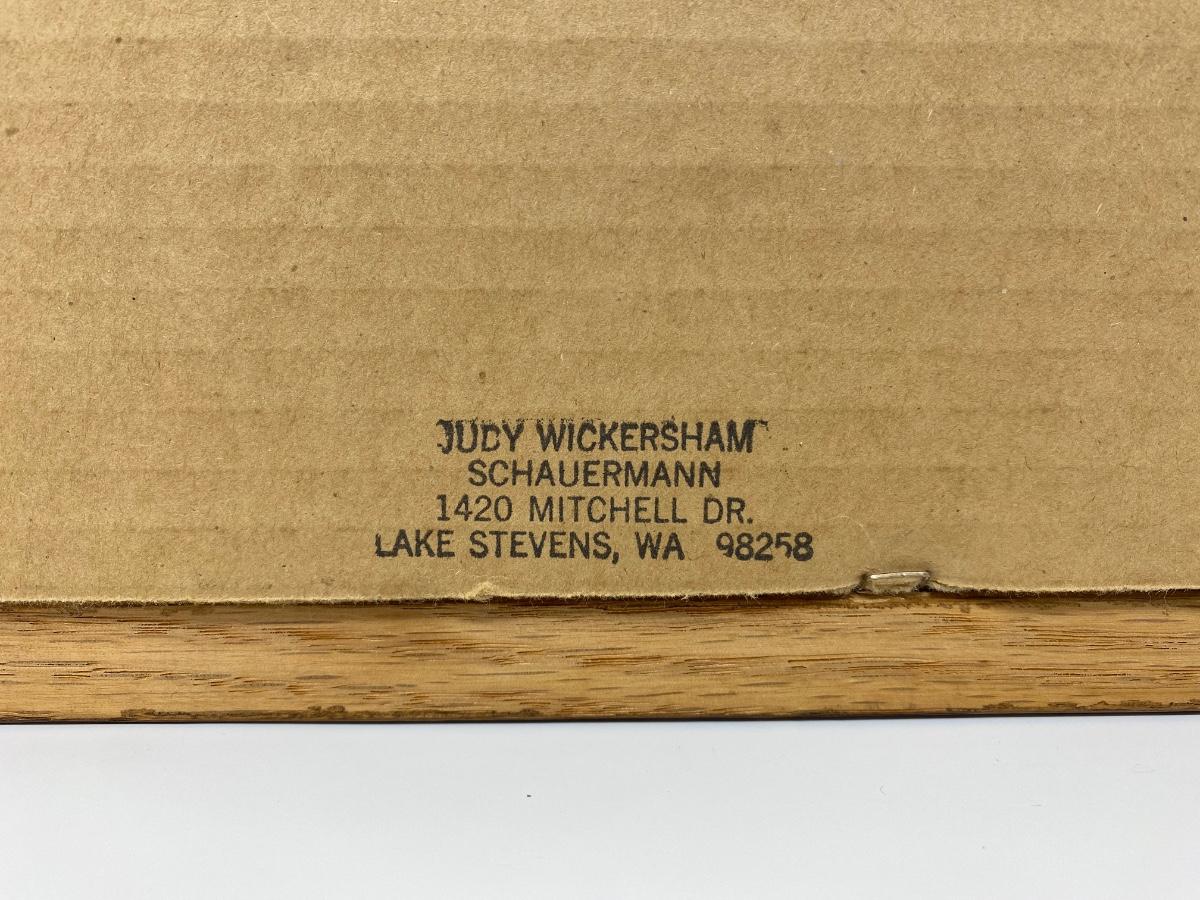 JUDY WICKERSHAM
SCHAUERMANN
1420 MITCHELL DR.
LAKE STEVENS, WA 98258